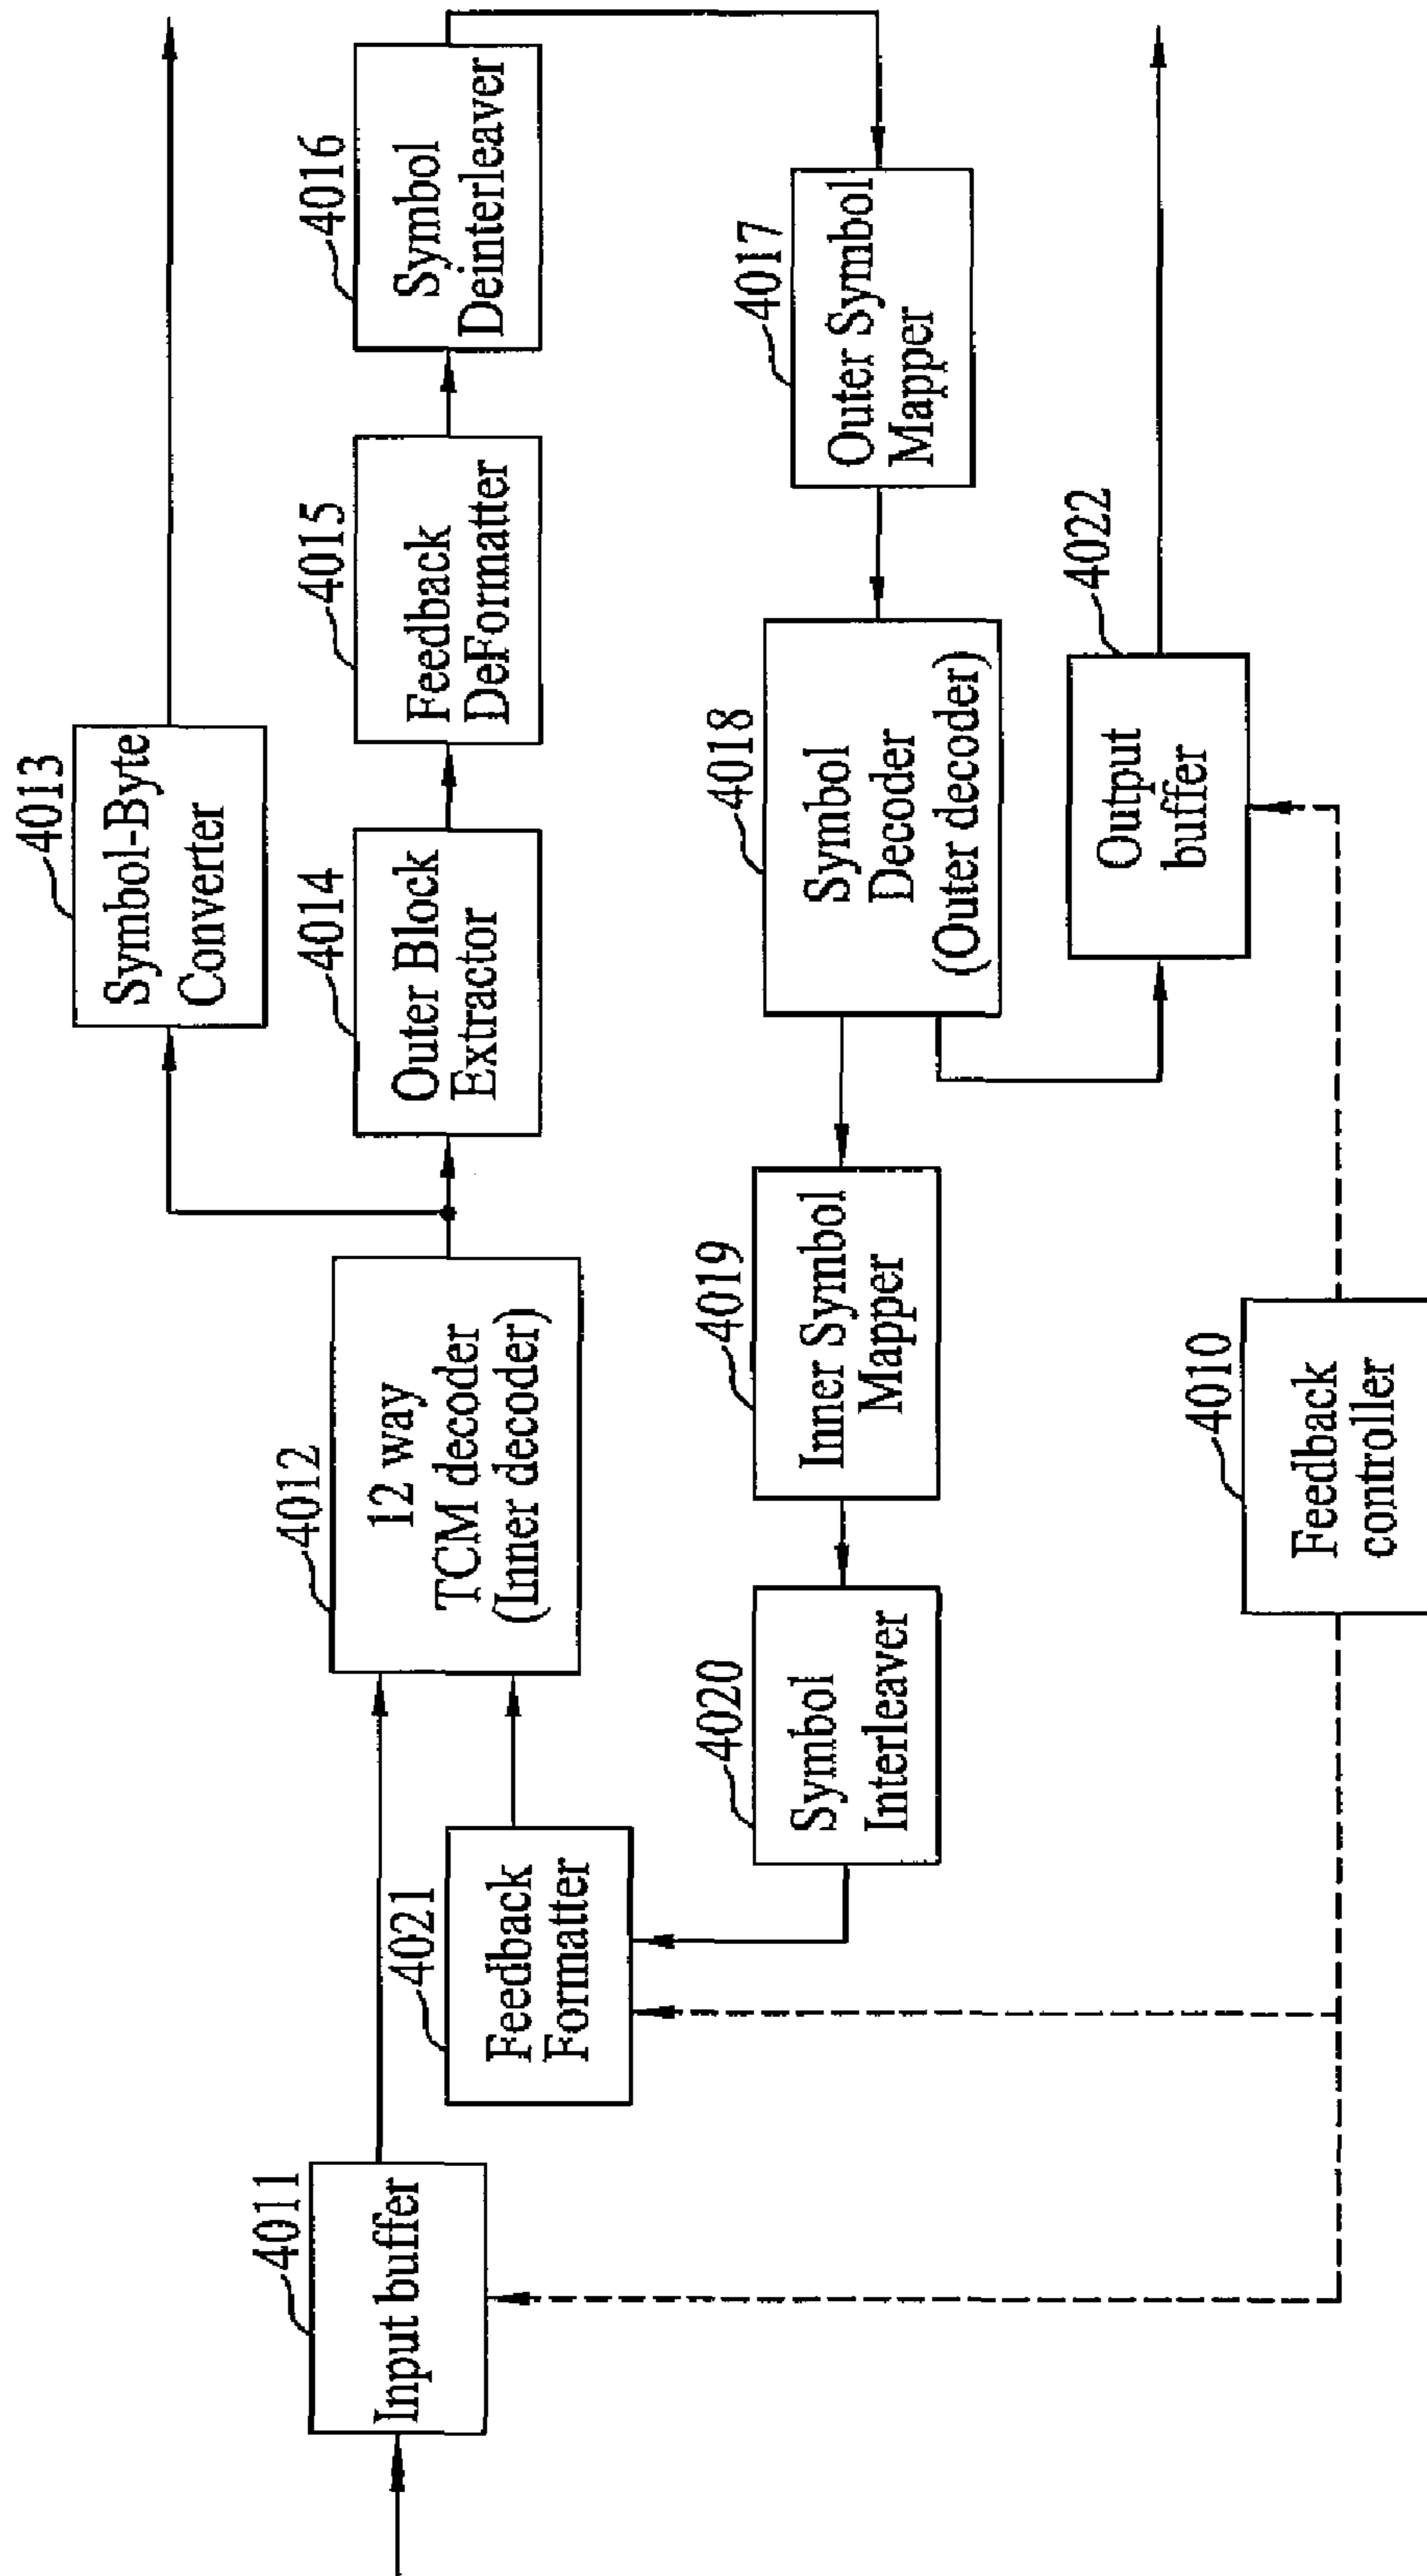 4013
Symbol-Byte
Converter
4011
Input buffer
4012
12 way
TCM decoder
(Inner decoder)
4014
Outer Block
Extractor
4015
Feedback
DeFormatter
4016
Symbol
Deinterleaver
4021
Feedback
Formatter
4020
Symbol
Interleaver
4019
Inner Symbol
Mapper
4018
Symbol
Decoder
(Outer decoder)
4017
Outer Symbol
Mapper
4022
Output
buffer
4010
Feedback
controller